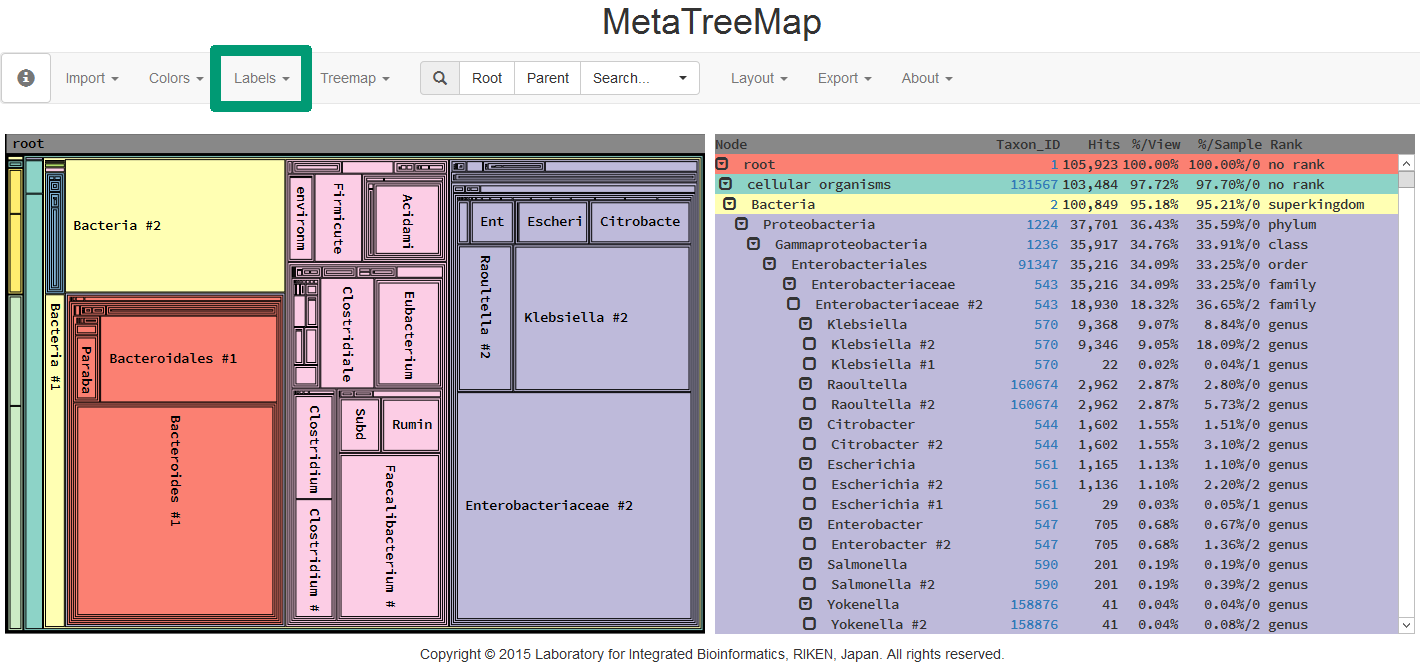 MetaTreeMap
Import Colors Labels Treemap Root Parent Search... Layout Export About
root
Bacteria #2
Bacteria #1
Paraba
Bacteroidales #1
Bacteroides #1
environm
Firmicute
Acidami
Clostridiale
Eubacterium
Clostridium
Clostridium #
Subd
Rumin
Faecalibacterium #
Ent
Escheri
Citrobacte
Raoultella #2
Klebsiella #2
Enterobacteriaceae #2
Node Taxon_ID Hits %/View %/Sample Rank
root 1 105,923 100.00% 100.00%/0 no rank
cellular organisms 131567 103,484 97.72% 97.70%/0 no rank
Bacteria 2 100,849 95.18% 95.21%/0 superkingdom
Proteobacteria 1224 37,701 36.43% 35.59%/0 phylum
Gammaproteobacteria 1236 35,917 34.76% 33.91%/0 class
Enterobacteriales 91347 35,216 34.09% 33.25%/0 order
Enterobacteriaceae 543 35,216 34.09% 33.25%/0 family
Enterobacteriaceae #2 543 18,930 18.32% 36.65%/2 family
Klebsiella 570 9,368 9.07% 8.84%/0 genus
Klebsiella #2 570 9,346 9.05% 18.09%/2 genus
Klebsiella #1 570 22 0.02% 0.04%/1 genus
Raoultella 160674 2,962 2.87% 2.80%/0 genus
Raoultella #2 160674 2,962 2.87% 5.73%/2 genus
Citrobacter 544 1,602 1.55% 1.51%/0 genus
Citrobacter #2 544 1,602 1.55% 3.10%/2 genus
Escherichia 561 1,165 1.13% 1.10%/0 genus
Escherichia #2 561 1,136 1.10% 2.20%/2 genus
Escherichia #1 561 29 0.03% 0.05%/1 genus
Enterobacter 547 705 0.68% 0.67%/0 genus
Enterobacter #2 547 705 0.68% 1.36%/2 genus
Salmonella 590 201 0.19% 0.19%/0 genus
Salmonella #2 590 201 0.19% 0.39%/2 genus
Yokenella 158876 41 0.04% 0.04%/0 genus
Yokenella #2 158876 41 0.04% 0.08%/2 genus
Copyright © 2015 Laboratory for Integrated Bioinformatics, RIKEN, Japan. All rights reserved.